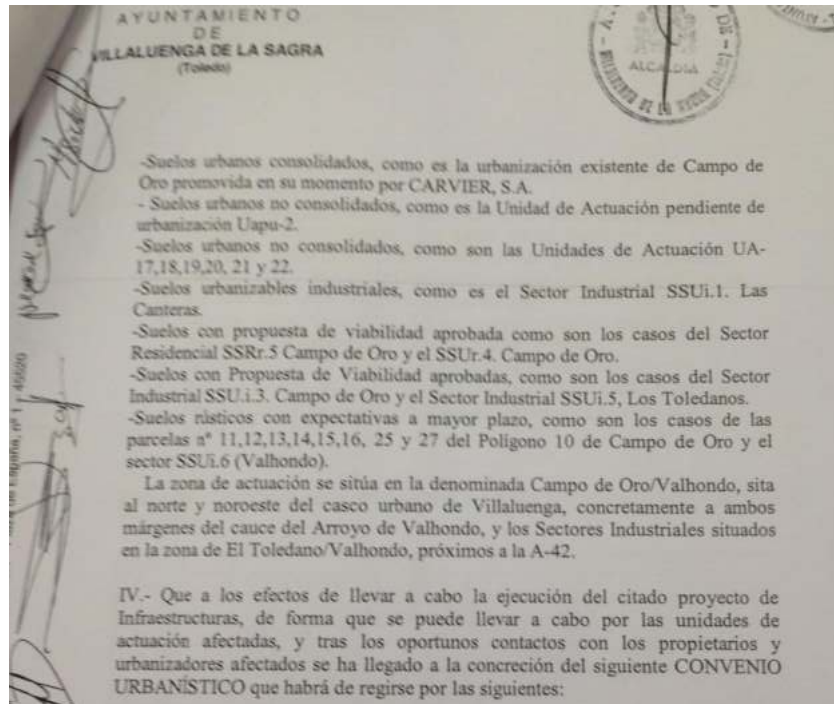 AYUNTAMIENTO
DE
VILLALUENGA DE LA SAGRA
(Toledo)
ALCALDIA
-Suelos urbanos consolidados, como es la urbanización existente de Campo de
Oro promovida en su momento por CARVIER, S.A.
- Suelos urbanos no consolidados, como es la Unidad de Actuación pendiente de
urbanización Uapu-2.
-Suelos urbanos no consolidados, como son las Unidades de Actuación UA-
17,18,19,20, 21 y 22.
-Suelos urbanizables industriales, como es el Sector Industrial SSUi.1. Las
Canteras.
-Suelos con propuesta de viabilidad aprobada como son los casos del Sector
Residencial SSRr.5 Campo de Oro y el SSUr.4. Campo de Oro.
-Suelos con Propuesta de Viabilidad aprobadas, como son los casos del Sector
Industrial SSU.i.3. Campo de Oro y el Sector Industrial SSUi.5, Los Toledanos.
-Suelos rústicos con expectativas a mayor plazo, como son los casos de las
parcelas nº 11,12,13,14,15,16, 25 y 27 del Polígono 10 de Campo de Oro y el
sector SSUi.6 (Valhondo).
La zona de actuación se sitúa en la denominada Campo de Oro/Valhondo, sita
al norte y noroeste del casco urbano de Villaluenga, concretamente a ambos
márgenes del cauce del Arroyo de Valhondo, y los Sectores Industriales situados
en la zona de El Toledano/Valhondo, próximos a la A-42.
IV.- Que a los efectos de llevar a cabo la ejecución del citado proyecto de
Infraestructuras, de forma que se puede llevar a cabo por las unidades de
actuación afectadas, y tras los oportunos contactos con los propietarios y
urbanizadores afectados se ha llegado a la concreción del siguiente CONVENIO
URBANÍSTICO que habrá de regirse por las siguientes:
de España, nº 1
45520